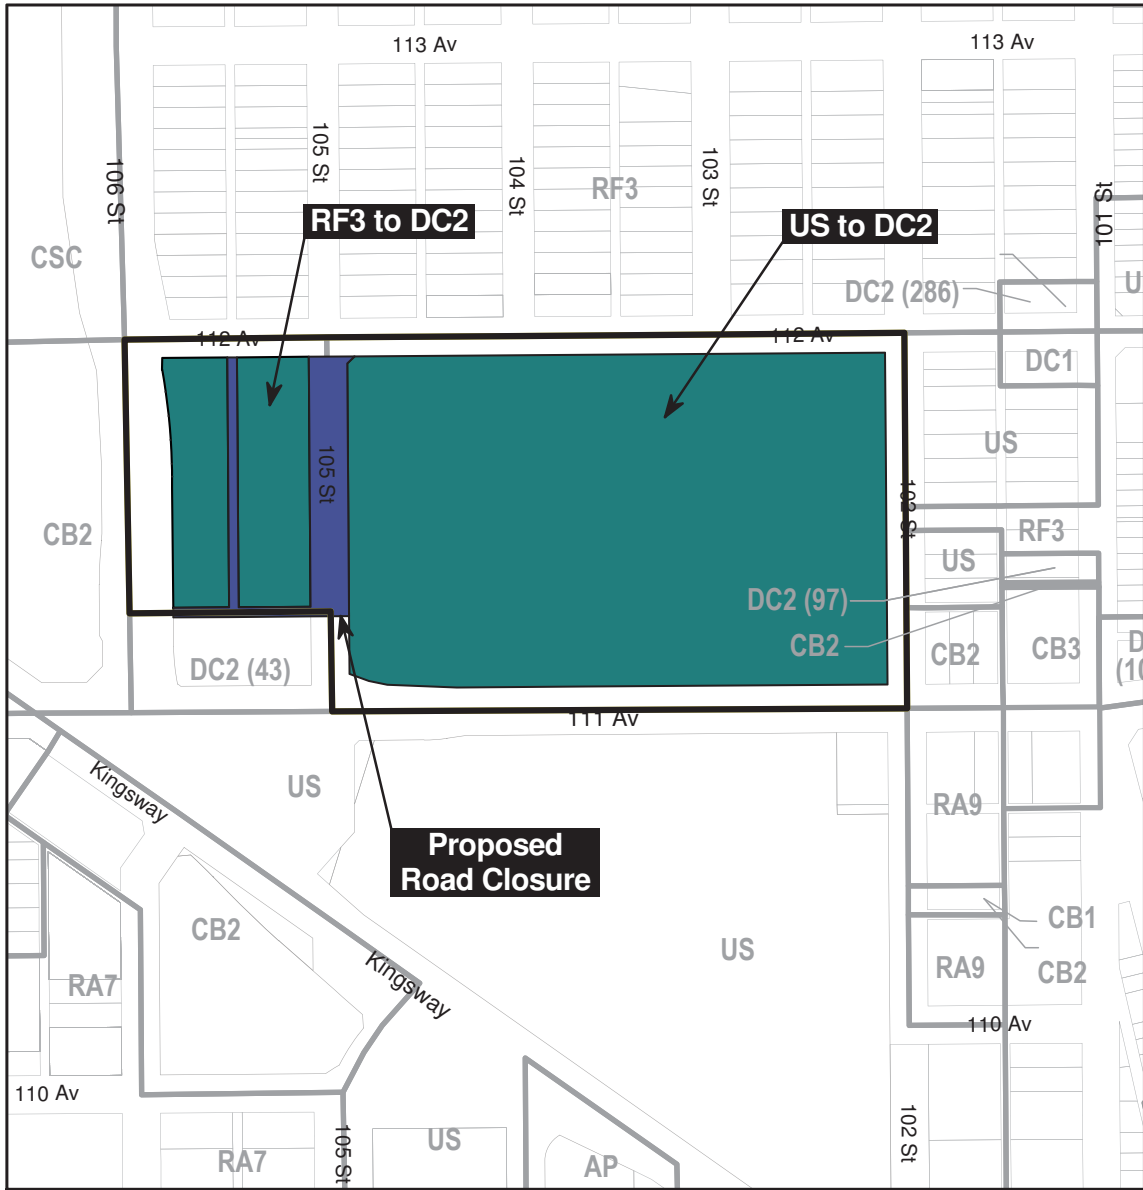 113 Av
113 Av
105 St
104 St
103 St
106 St
RF3
101 St
RF3 to DC2
US to DC2
CSC
DC2 (286)
U
112 Av
112 Av
DC1
105 St
US
102 St
CB2
RF3
US
DC2 (97)
CB2
CB2
CB3
D
(10
DC2 (43)
111 Av
Kingsway
US
RA9
Proposed
Road Closure
CB1
CB2
US
Kingsway
RA9
CB2
RA7
110 Av
110 Av
102 St
105 St
US
RA7
AP